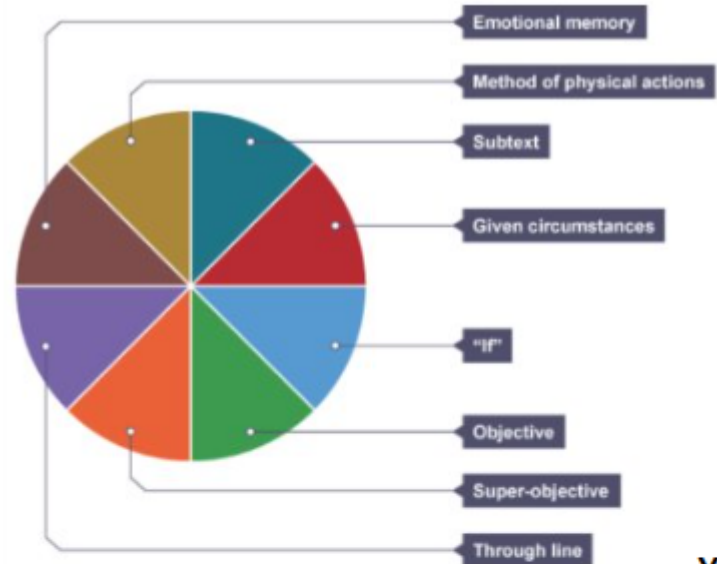 Emotional memory
Method of physical actions
Subtext
Given circumstances
"If"
Objective
Super-objective
Through line